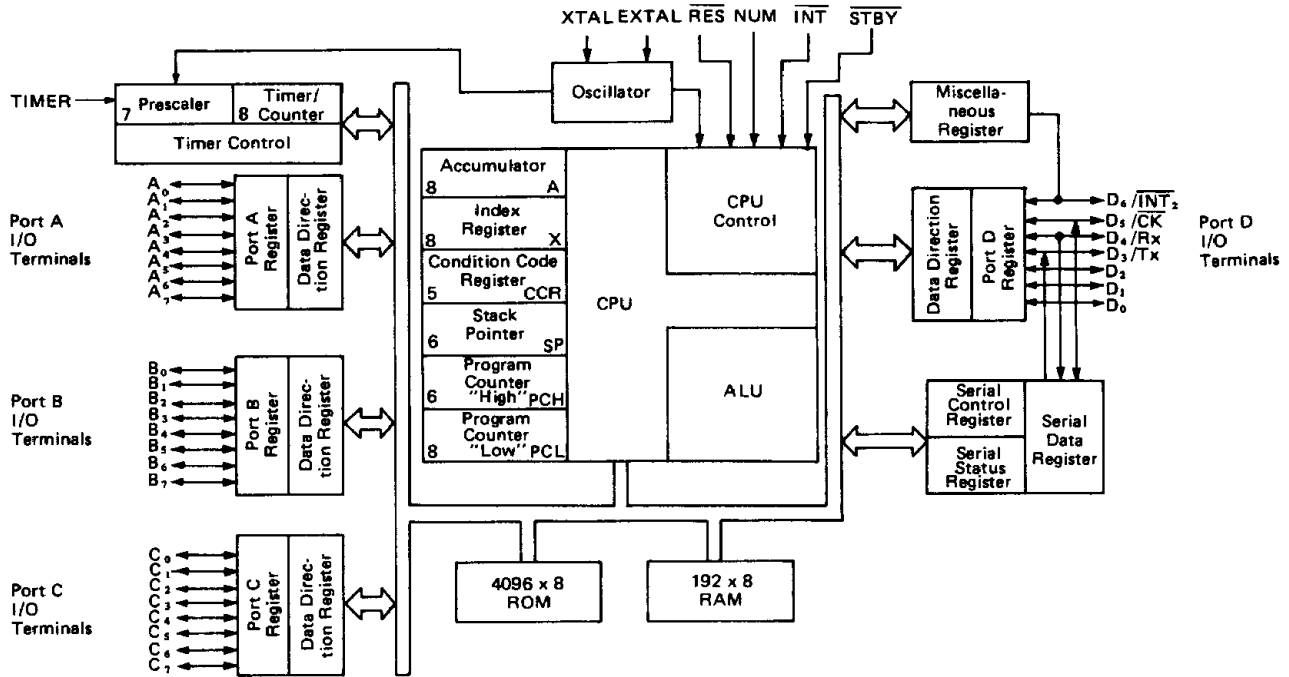 XTAL EXTAL RES NUM INT STBY
TIMER
7 Prescaler
8 Timer/
Counter
Timer Control
Oscillator
Miscella-
neous
Register
Port A
I/O
Terminals
A₀
A₁
A₂
A₃
A₄
A₅
A₆
A₇
Port A
Register
Data Direc-
tion Register
Port B
I/O
Terminals
B₀
B₁
B₂
B₃
B₄
B₅
B₆
B₇
Port B
Register
Data Direc-
tion Register
Port C
I/O
Terminals
C₀
C₁
C₂
C₃
C₄
C₅
C₆
C₇
Port C
Register
Data Direc-
tion Register
Accumulator
8 A
Index
Register
8 X
Condition Code
Register
5 CCR
Stack
Pointer
6 SP
Program
Counter
6 "High" PCH
Program
Counter
8 "Low" PCL
CPU
CPU
Control
ALU
4096 x 8
ROM
192 x 8
RAM
Data Direction
Register
Port D
Register
D₆/INT₂
D₅/CK
D₄/Rx
D₃/Tx
D₂
D₁
D₀
Port D
I/O
Terminals
Serial
Control
Register
Serial
Status
Register
Serial
Data
Register